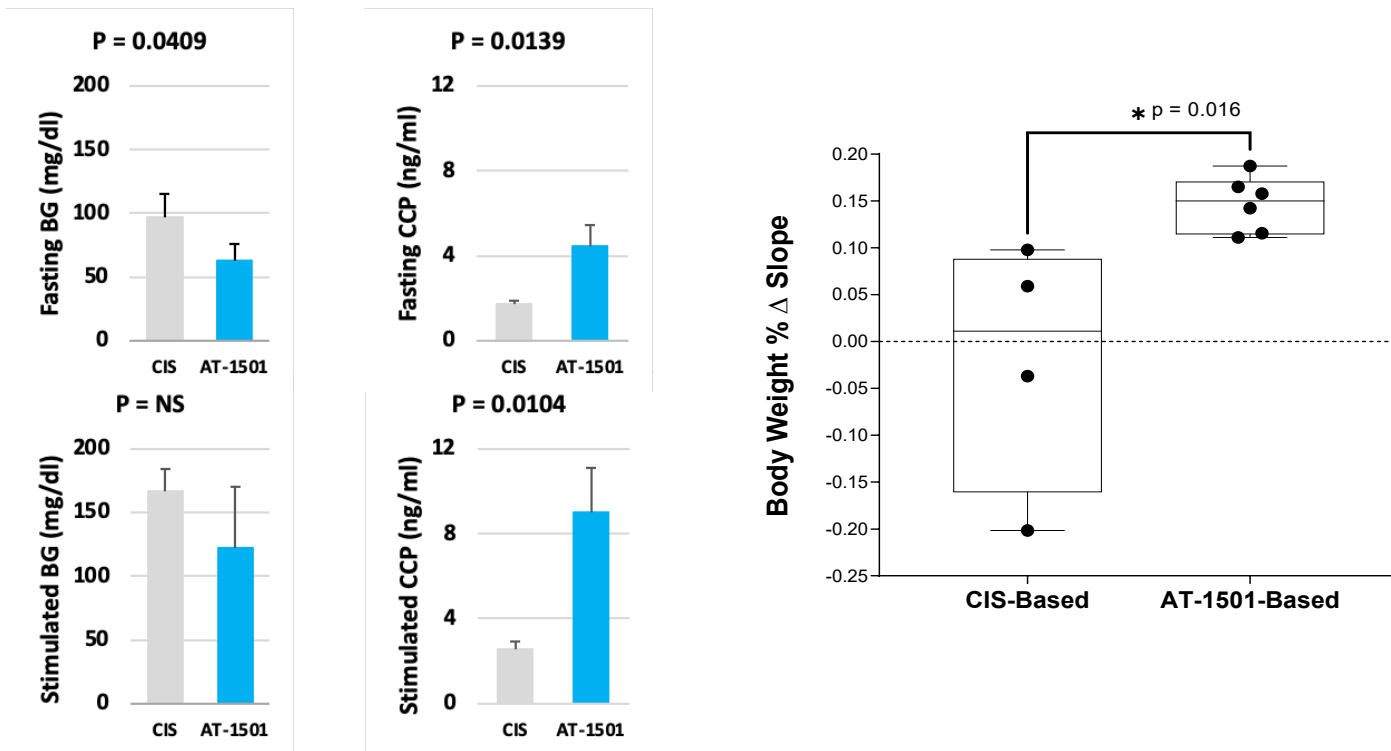 P = 0.0409
Fasting BG (mg/dl)
200
150
100
50
0
CIS AT-1501
P = 0.0139
Fasting CCP (ng/ml)
12
8
4
0
CIS AT-1501
P = NS
Stimulated BG (mg/dl)
200
150
100
50
0
CIS AT-1501
P = 0.0104
Stimulated CCP (ng/ml)
12
8
4
0
CIS AT-1501
* p = 0.016
Body Weight % Δ Slope
0.20
0.15
0.10
0.05
0.00
-0.05
-0.10
-0.15
-0.20
-0.25
CIS-Based AT-1501-Based